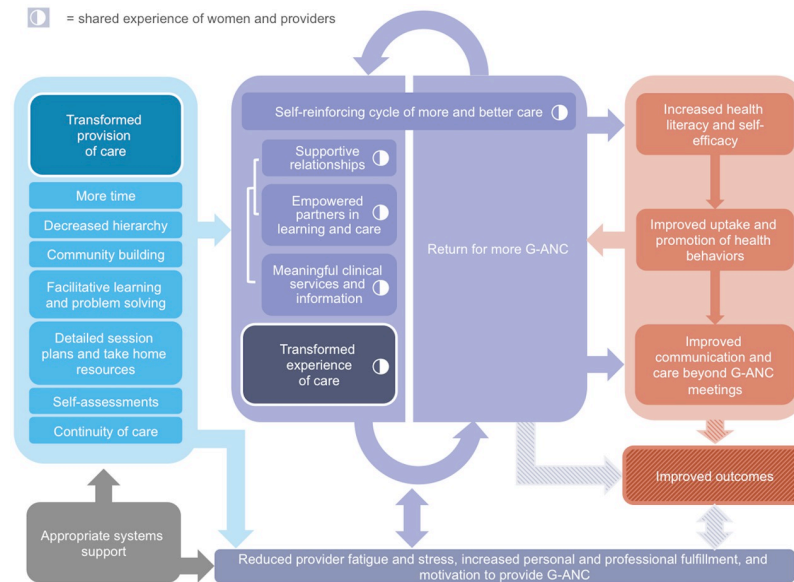 = shared experience of women and providers
Transformed
provision
of care
More time
Decreased hierarchy
Community building
Facilitative learning
and problem solving
Detailed session
plans and take home
resources
Self-assessments
Continuity of care
Appropriate systems
support
Self-reinforcing cycle of more and better care
Supportive
relationships
Empowered
partners in
learning and care
Meaningful clinical
services and
information
Transformed
experience
of care
Return for more G-ANC
Increased health
literacy and self-
efficacy
Improved uptake and
promotion of health
behaviors
Improved
communication and
care beyond G-ANC
meetings
Improved outcomes
Reduced provider fatigue and stress, increased personal and professional fulfillment, and
motivation to provide G-ANC